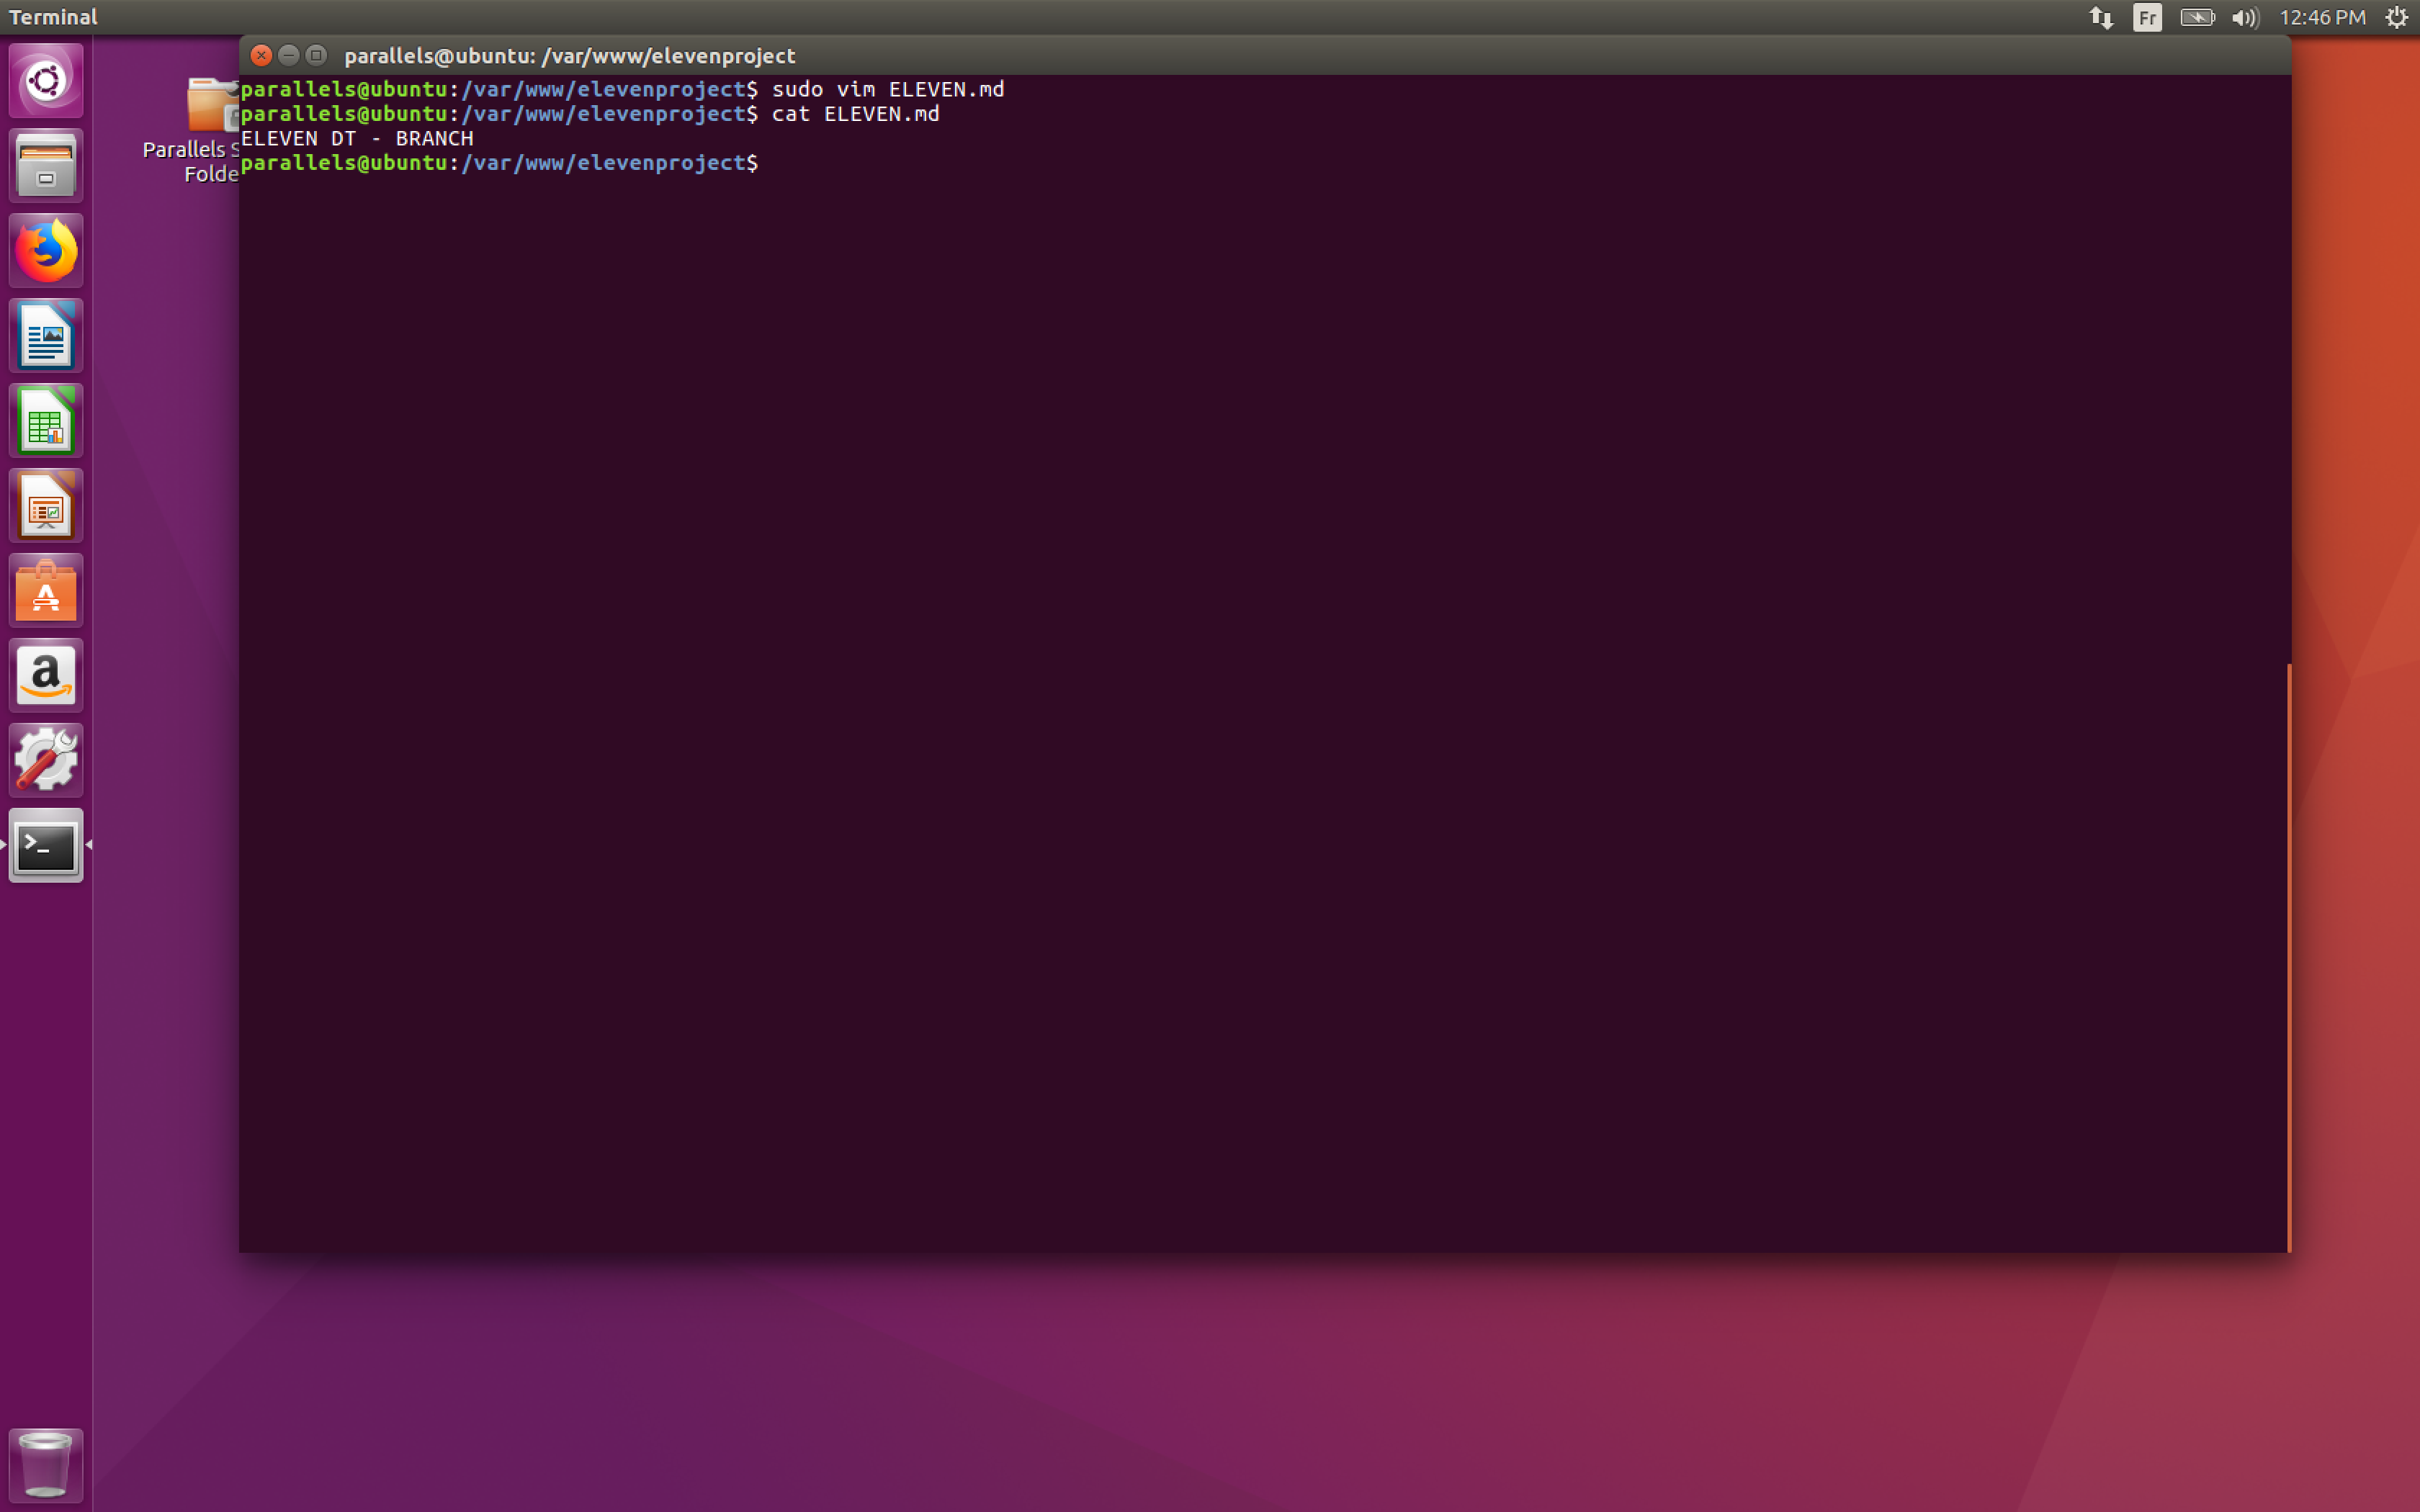 Terminal
Fr
12:46 PM
parallels@ubuntu: /var/www/elevenproject
parallels@ubuntu:/var/www/elevenproject$ sudo vim ELEVEN.md
parallels@ubuntu:/var/www/elevenproject$ cat ELEVEN.md
ELEVEN DT - BRANCH
parallels@ubuntu:/var/www/elevenproject$
Parallels S
Folde